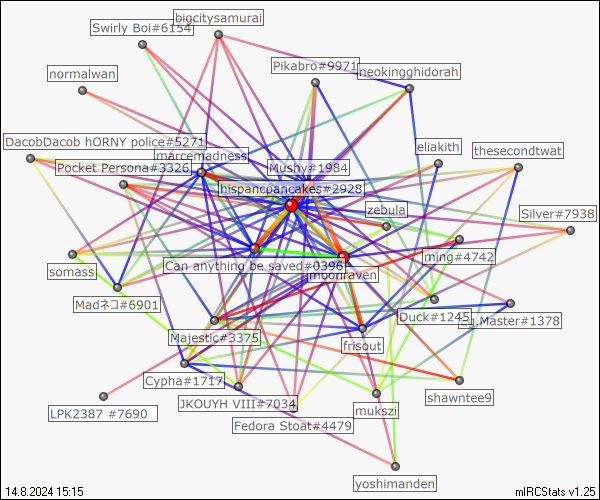 bigcitysamurai
Swirly Boi#6154
Pikabro#9971
neokingghidorah
normalwan
DacobDacob hORNY police#5271
eliakith
thesecondtwat
marcemadness
Pocket Persona#3326
Mushy#1984
hispancpancakes#2928
zebula
Silver#7938
ming#4742
somass
Can anything be saved#0396
moonraven
Madネコ#6901
Duck#1245
Master#1378
Majestic#3375
frisout
Cypha#1717
shawntee9
LPK2387 #7690
JKOUYH VIII#7034
mukszi
Fedora Stoat#4479
yoshimanden
14.8.2024 15:15
mIRCStats v1.25